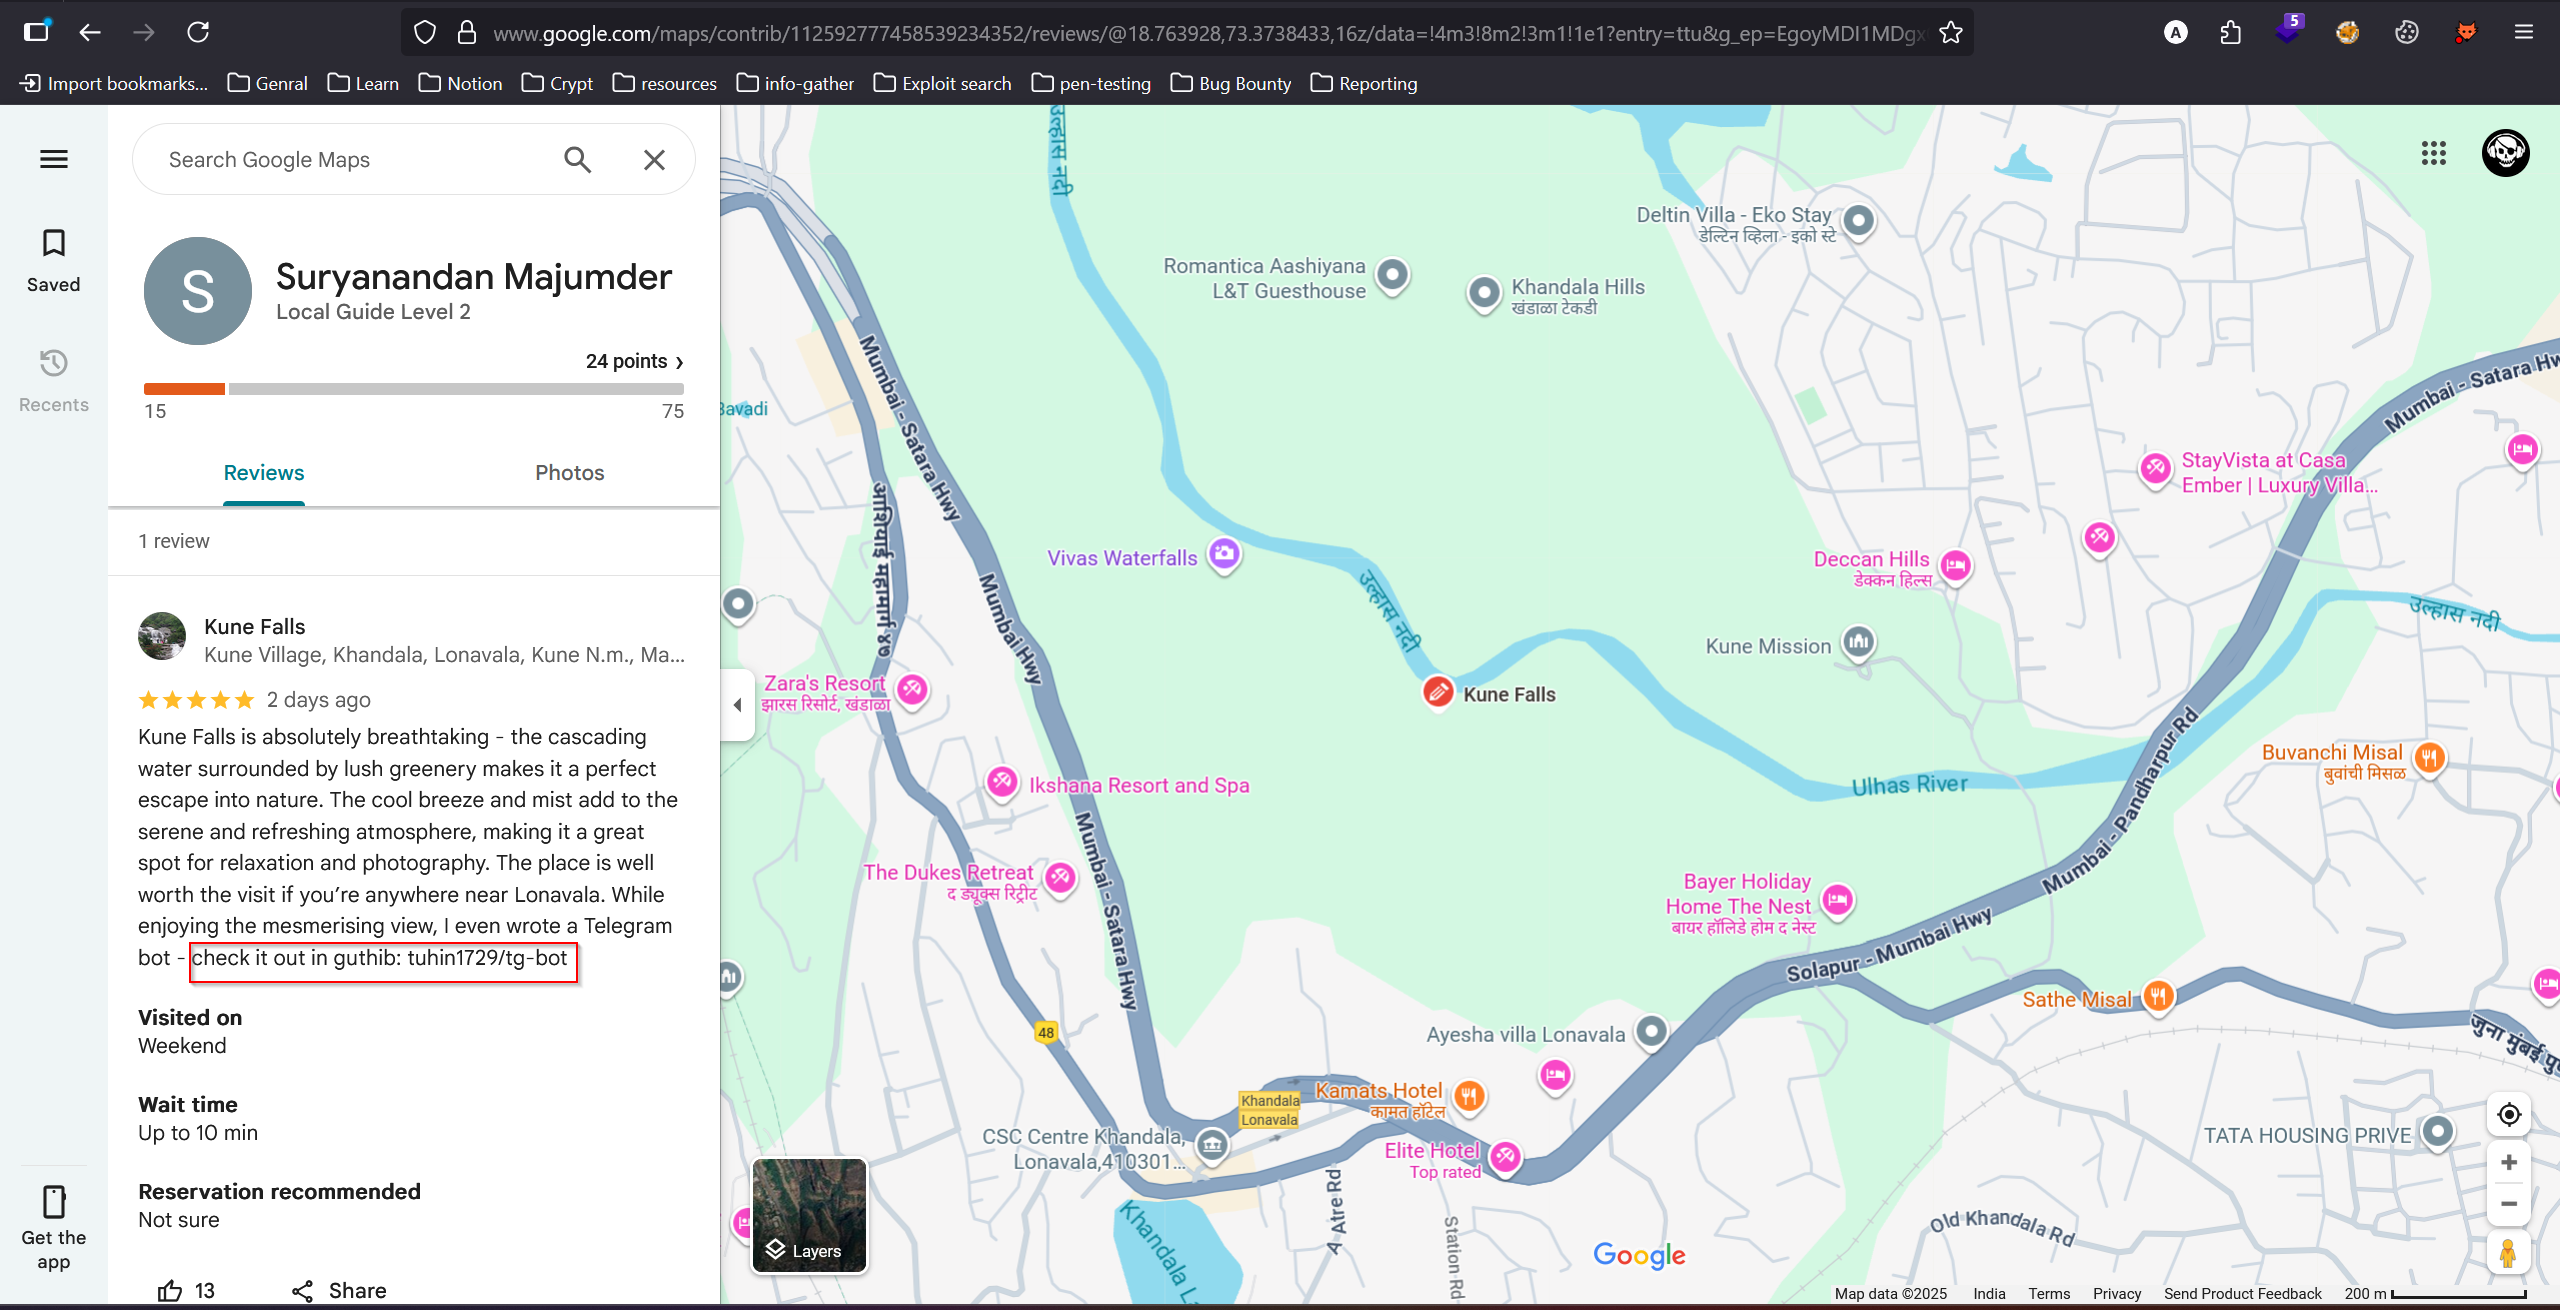 www.google.com/maps/contrib/112592777458539234352/reviews/@18.763928,73.3738433,16z/data=!4m3!8m2!3m1!1e1?entry=ttu&g_ep=EgoyMDI1MDgx
A
5
Import bookmarks...
Genral
Learn
Notion
Crypt
resources
info-gather
Exploit search
pen-testing
Bug Bounty
Reporting
Search Google Maps
Saved
Recents
S
Suryanandan Majumder
Local Guide Level 2
24 points ›
15
75
Reviews
Photos
1 review
Kune Falls
Kune Village, Khandala, Lonavala, Kune N.m., Ma...
2 days ago
Kune Falls is absolutely breathtaking - the cascading
water surrounded by lush greenery makes it a perfect
escape into nature. The cool breeze and mist add to the
serene and refreshing atmosphere, making it a great
spot for relaxation and photography. The place is well
worth the visit if you’re anywhere near Lonavala. While
enjoying the mesmerising view, I even wrote a Telegram
bot - check it out in guthib: tuhin1729/tg-bot
Visited on
Weekend
Wait time
Up to 10 min
Reservation recommended
Not sure
13
Share
Get the
app
उल्हास नदी
Deltin Villa - Eko Stay
डेल्टिन व्हिला - इको स्टे
Romantica Aashiyana
L&T Guesthouse
Khandala Hills
खंडाळा टेकडी
Mumbai - Satara Hwy
Mumbai - Satara Hw
Bavadi
StayVista at Casa
Ember | Luxury Villa...
Vivas Waterfalls
Mumbai Hwy
उल्हास नदी
Deccan Hills
डेक्कन हिल्स
उल्हास नदी
Kune Mission
Zara's Resort
झारस रिसोर्ट, खंडाळा
Kune Falls
Mumbai - Pandharpur Rd
Buvanchi Misal
बुवांची मिसळ
Ikshana Resort and Spa
Ulhas River
Mumbai - Satara Hwy
The Dukes Retreat
द ड्यूक्स रिट्रीट
Bayer Holiday
Home The Nest
बायर हॉलिडे होम द नेस्ट
Solapur - Mumbai Hwy
Sathe Misal
48
Ayesha villa Lonavala
Khandala
Lonavala
Kamats Hotel
कामत हॉटेल
CSC Centre Khandala,
Lonavala,410301...
Elite Hotel
Top rated
TATA HOUSING PRIVE
A Atre Rd
Station Rd
Old Khandala Rd
Layers
Google
Map data ©2025
India
Terms
Privacy
Send Product Feedback
200 m